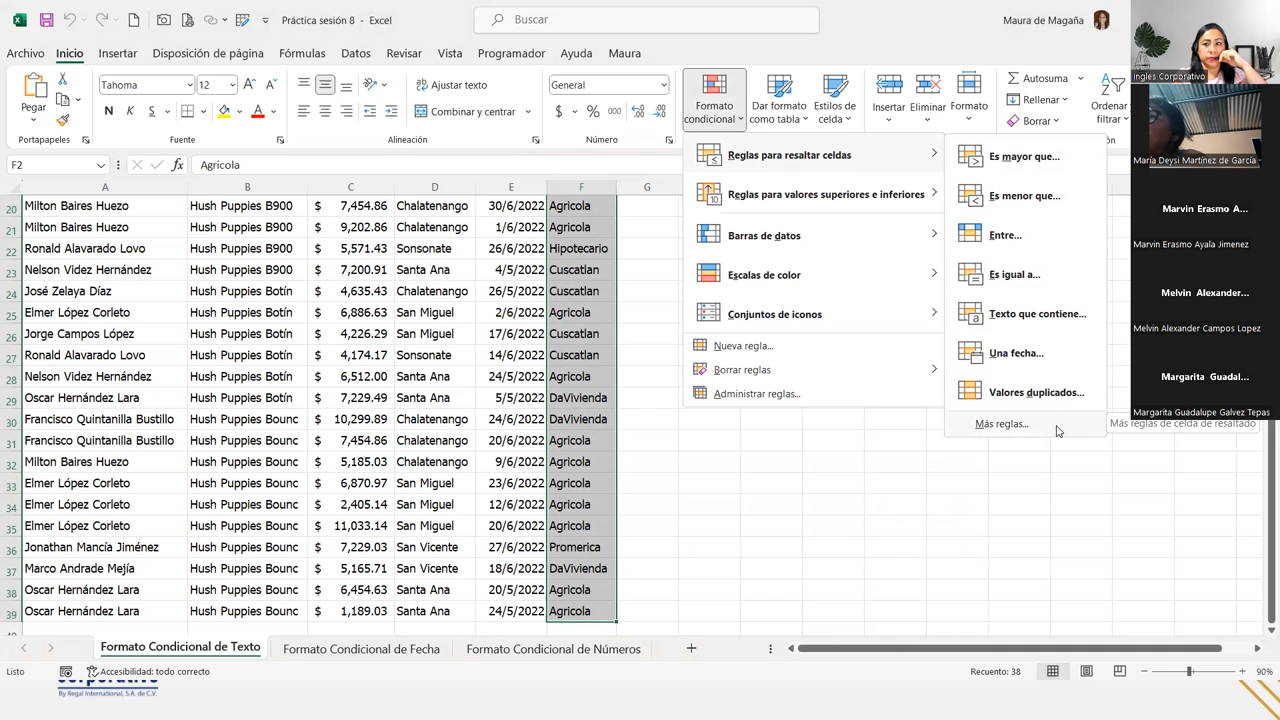 Práctica sesión 8 - Excel
Buscar
Maura de Magaña
Archivo Inicio Insertar Disposición de página Fórmulas Datos Revisar Vista Programador Ayuda Maura
Pegar
Portapapeles
Tahoma 12
N K S
Fuente
Ajustar texto
Combinar y centrar
Alineación
General
$ % 000
Número
Formato condicional
Dar formato como tabla
Estilos de celda
Insertar
Eliminar
Formato
Autosuma
Rellenar
Borrar
Ordenar filtrar
F2 fx Agricola
A B C D E F G
20 Milton Baires Huezo Hush Puppies B900 $ 7,454.86 Chalatenango 30/6/2022 Agricola
21 Milton Baires Huezo Hush Puppies B900 $ 9,202.86 Chalatenango 1/6/2022 Agricola
22 Ronald Alavarado Lovo Hush Puppies B900 $ 5,571.43 Sonsonate 26/6/2022 Hipotecario
23 Nelson Videz Hernández Hush Puppies B900 $ 7,200.91 Santa Ana 4/5/2022 Cuscatlan
24 José Zelaya Díaz Hush Puppies Botín $ 4,635.43 Chalatenango 26/5/2022 Cuscatlan
25 Elmer López Corleto Hush Puppies Botín $ 6,886.63 San Miguel 2/6/2022 Agricola
26 Jorge Campos López Hush Puppies Botín $ 4,226.29 San Miguel 17/6/2022 Cuscatlan
27 Ronald Alavarado Lovo Hush Puppies Botín $ 4,174.17 Sonsonate 14/5/2022 Cuscatlan
28 Nelson Videz Hernández Hush Puppies Botín $ 6,512.00 Santa Ana 24/5/2022 Agricola
29 Oscar Hernández Lara Hush Puppies Botín $ 7,229.49 Santa Ana 5/5/2022 DaVivienda
30 Francisco Quintanilla Bustillo Hush Puppies Bounc $ 10,299.89 Chalatenango 24/6/2022 DaVivienda
31 Francisco Quintanilla Bustillo Hush Puppies Bounc $ 7,454.86 Chalatenango 30/5/2022 Agricola
32 Milton Baires Huezo Hush Puppies Bounc $ 5,185.03 Chalatenango 9/6/2022 Agricola
33 Elmer López Corleto Hush Puppies Bounc $ 6,870.97 San Miguel 23/6/2022 Agricola
34 Elmer López Corleto Hush Puppies Bounc $ 2,405.14 San Miguel 12/6/2022 Agricola
35 Elmer López Corleto Hush Puppies Bounc $ 11,033.14 San Miguel 20/6/2022 Agricola
36 Jonathan Mancía Jiménez Hush Puppies Bounc $ 7,229.03 San Vicente 27/6/2022 Promerica
37 Marco Andrade Mejía Hush Puppies Bounc $ 5,165.71 San Vicente 18/6/2022 DaVivienda
38 Oscar Hernández Lara Hush Puppies Bounc $ 6,454.63 Santa Ana 20/5/2022 Agricola
39 Oscar Hernández Lara Hush Puppies Bounc $ 1,189.03 Santa Ana 24/5/2022 Agricola
Reglas para resaltar celdas
Reglas para valores superiores e inferiores
Barras de datos
Escalas de color
Conjuntos de iconos
Nueva regla...
Borrar reglas
Administrar reglas...
Es mayor que...
Es menor que...
Entre...
Es igual a...
Texto que contiene...
Una fecha...
Valores duplicados...
Más reglas...
Más reglas de celda de resaltado
Ingles Corporativo
María Deysi Martínez de García
Marvin Erasmo A...
Marvin Erasmo Ayala Jimenez
Melvin Alexander...
Melvin Alexander Campos Lopez
Margarita Guadal...
Margarita Guadalupe Galvez Tepas
Formato Condicional de Texto Formato Condicional de Fecha Formato Condicional de Números
Listo Accesibilidad: todo correcto Recuento: 38 90%
By Regal International, S.A. de C.V.